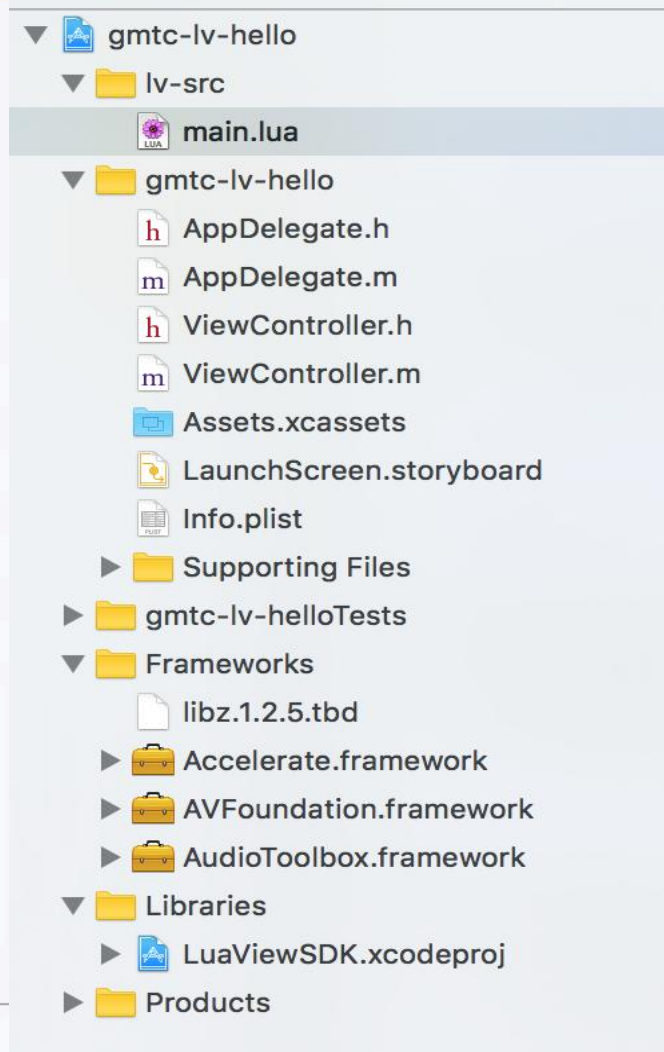 gmtc-lv-hello
lv-src
main.lua
gmtc-lv-hello
AppDelegate.h
AppDelegate.m
ViewController.h
ViewController.m
Assets.xcassets
LaunchScreen.storyboard
Info.plist
Supporting Files
gmtc-lv-helloTests
Frameworks
libz.1.2.5.tbd
Accelerate.framework
AVFoundation.framework
AudioToolbox.framework
Libraries
LuaViewSDK.xcodeproj
Products